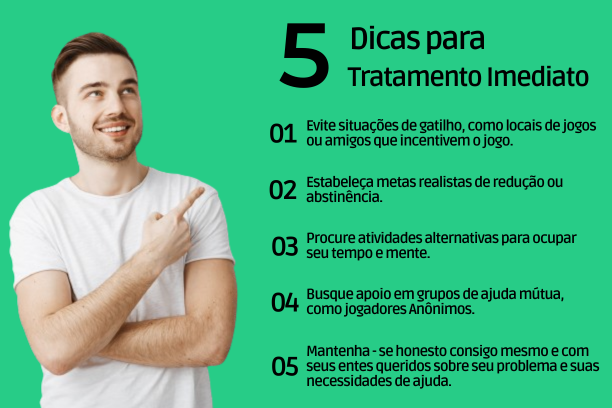 5 Dicas para
Tratamento Imediato
01 Evite situações de gatilho, como locais de jogos
ou amigos que incentivem o jogo.
02 Estabeleça metas realistas de redução ou
abstinência.
03 Procure atividades alternativas para ocupar
seu tempo e mente.
04 Busque apoio em grupos de ajuda mútua,
como jogadores Anônimos.
05 Mantenha - se honesto consigo mesmo e com
seus entes queridos sobre seu problema e suas
necessidades de ajuda.